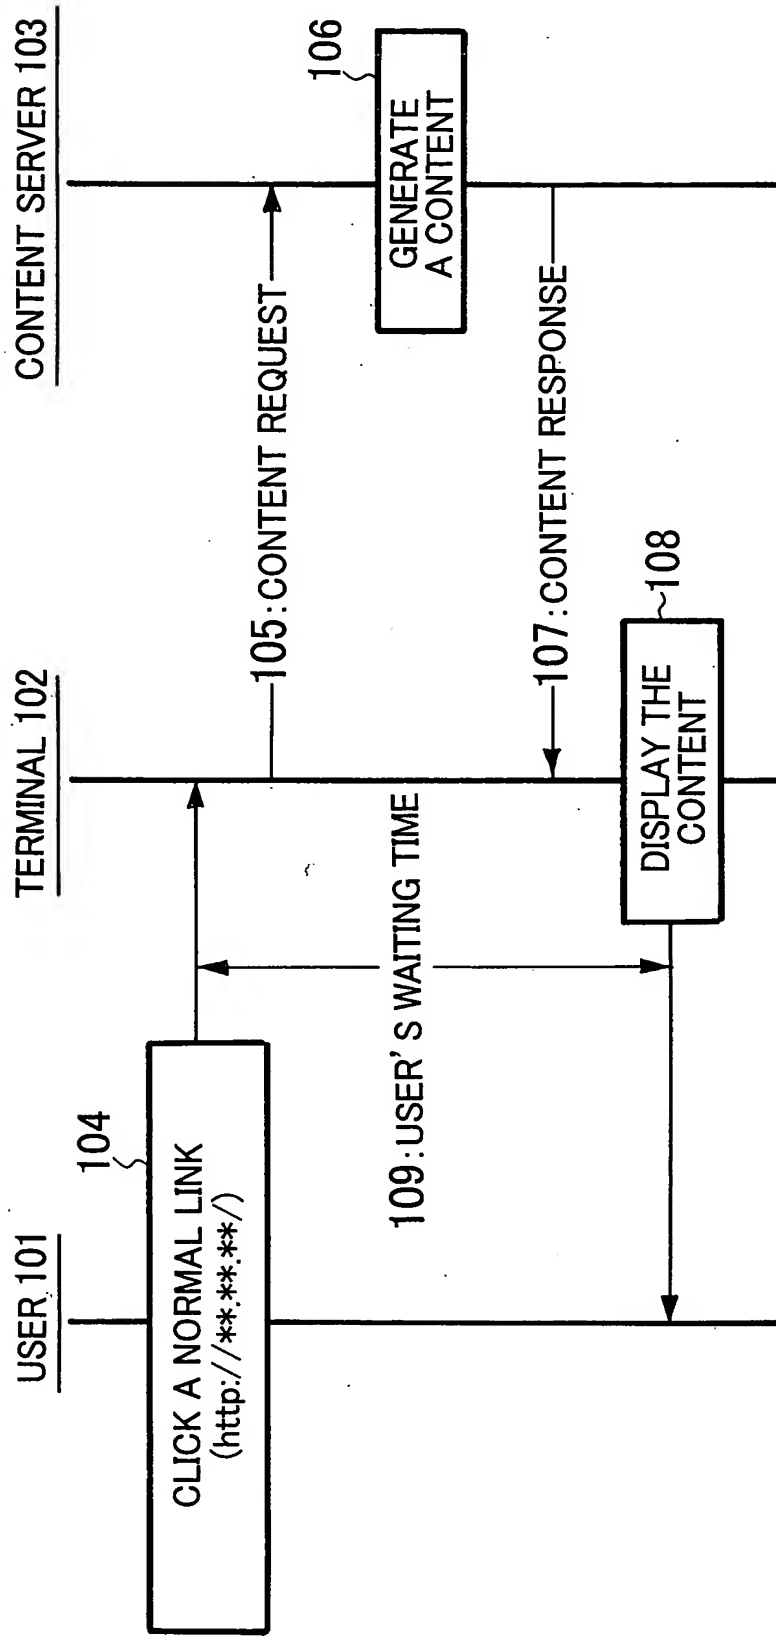 USER 101
TERMINAL 102
CONTENT SERVER 103
104
CLICK A NORMAL LINK
(http://**.**.**/)
105:CONTENT REQUEST
106
GENERATE
A CONTENT
107:CONTENT RESPONSE
108
DISPLAY THE
CONTENT
109:USER'S WAITING TIME